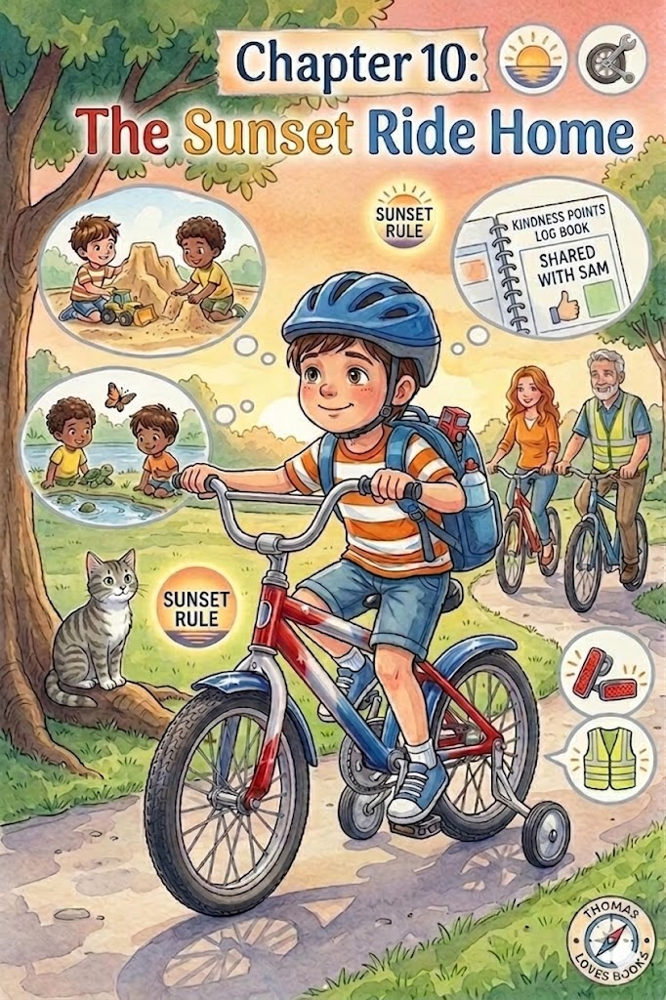 Chapter 10:
The Sunset Ride Home
SUNSET
RULE
KINDNESS POINTS
LOG BOOK
SHARED
WITH SAM
SUNSET
RULE
THOMAS
LOVES BOOKS